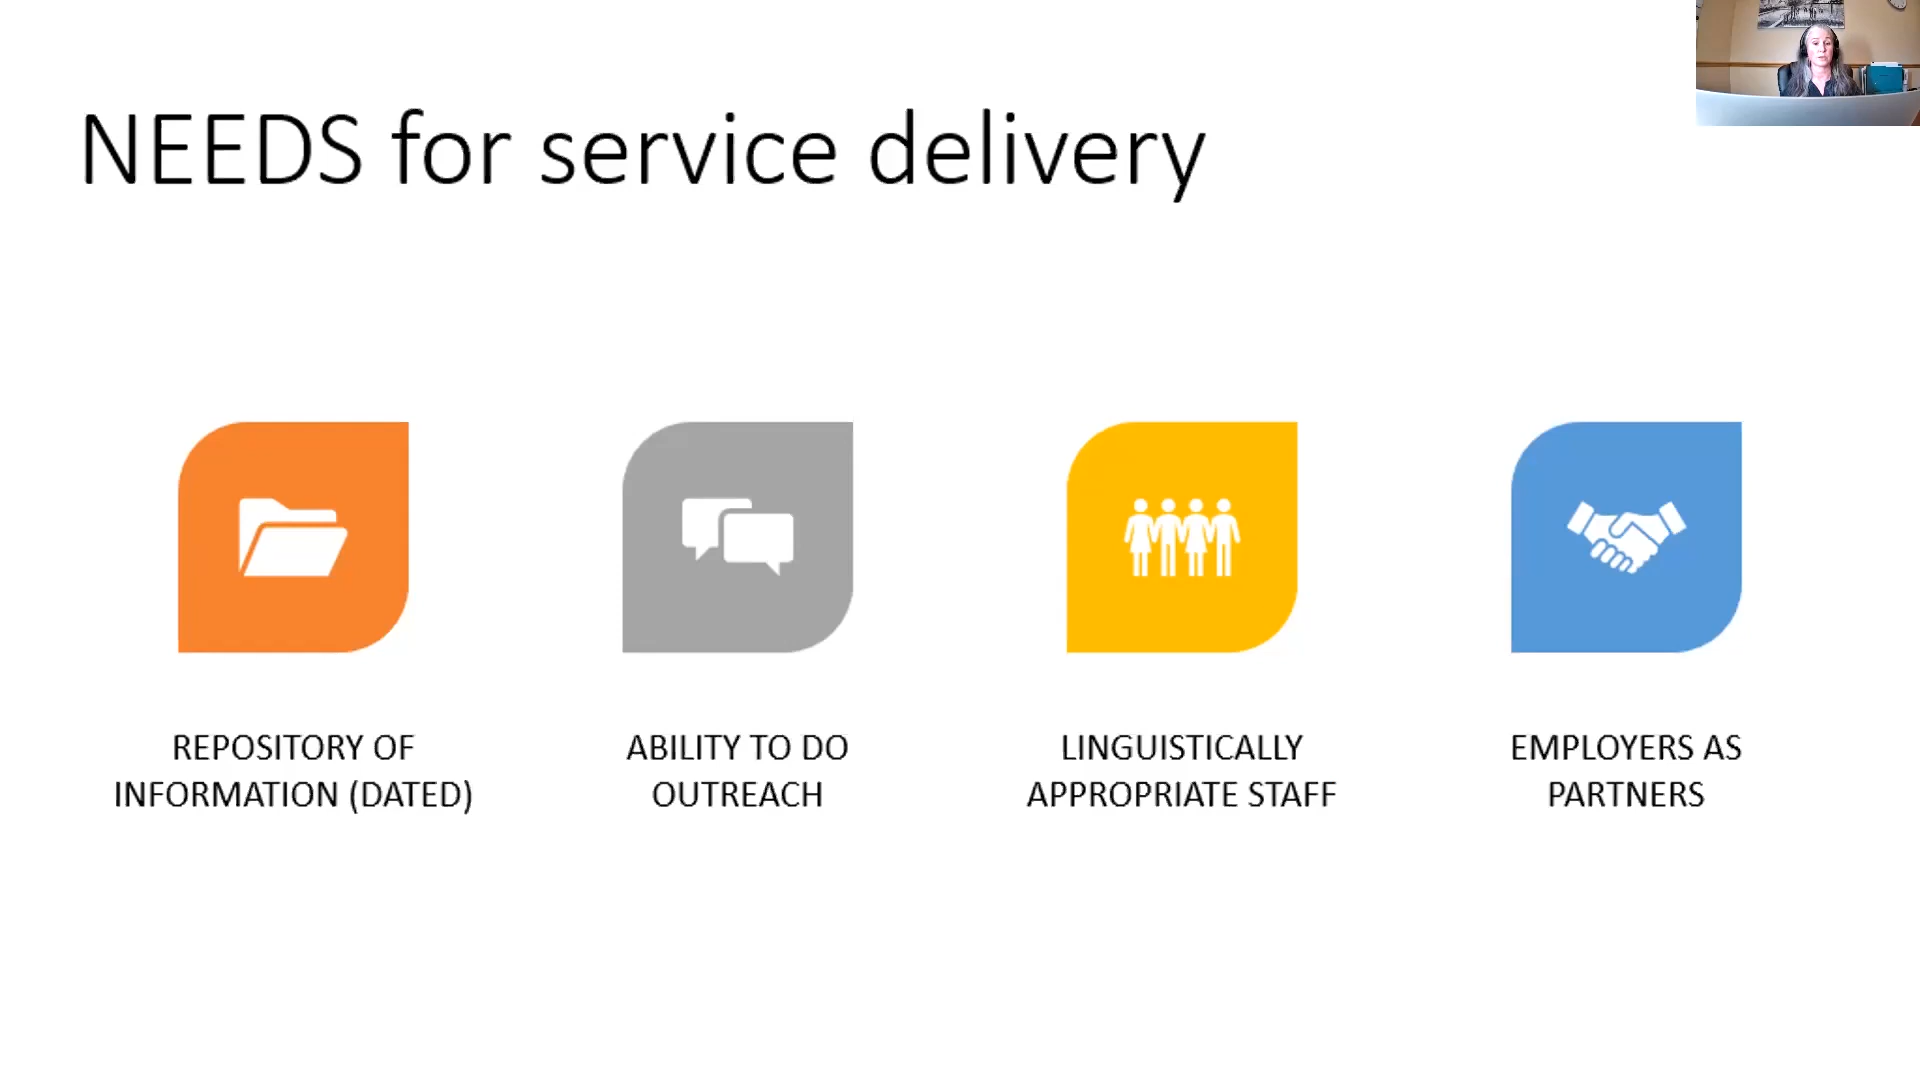 NEEDS for service delivery
REPOSITORY OF
INFORMATION (DATED)
ABILITY TO DO
OUTREACH
LINGUISTICALLY
APPROPRIATE STAFF
EMPLOYERS AS
PARTNERS